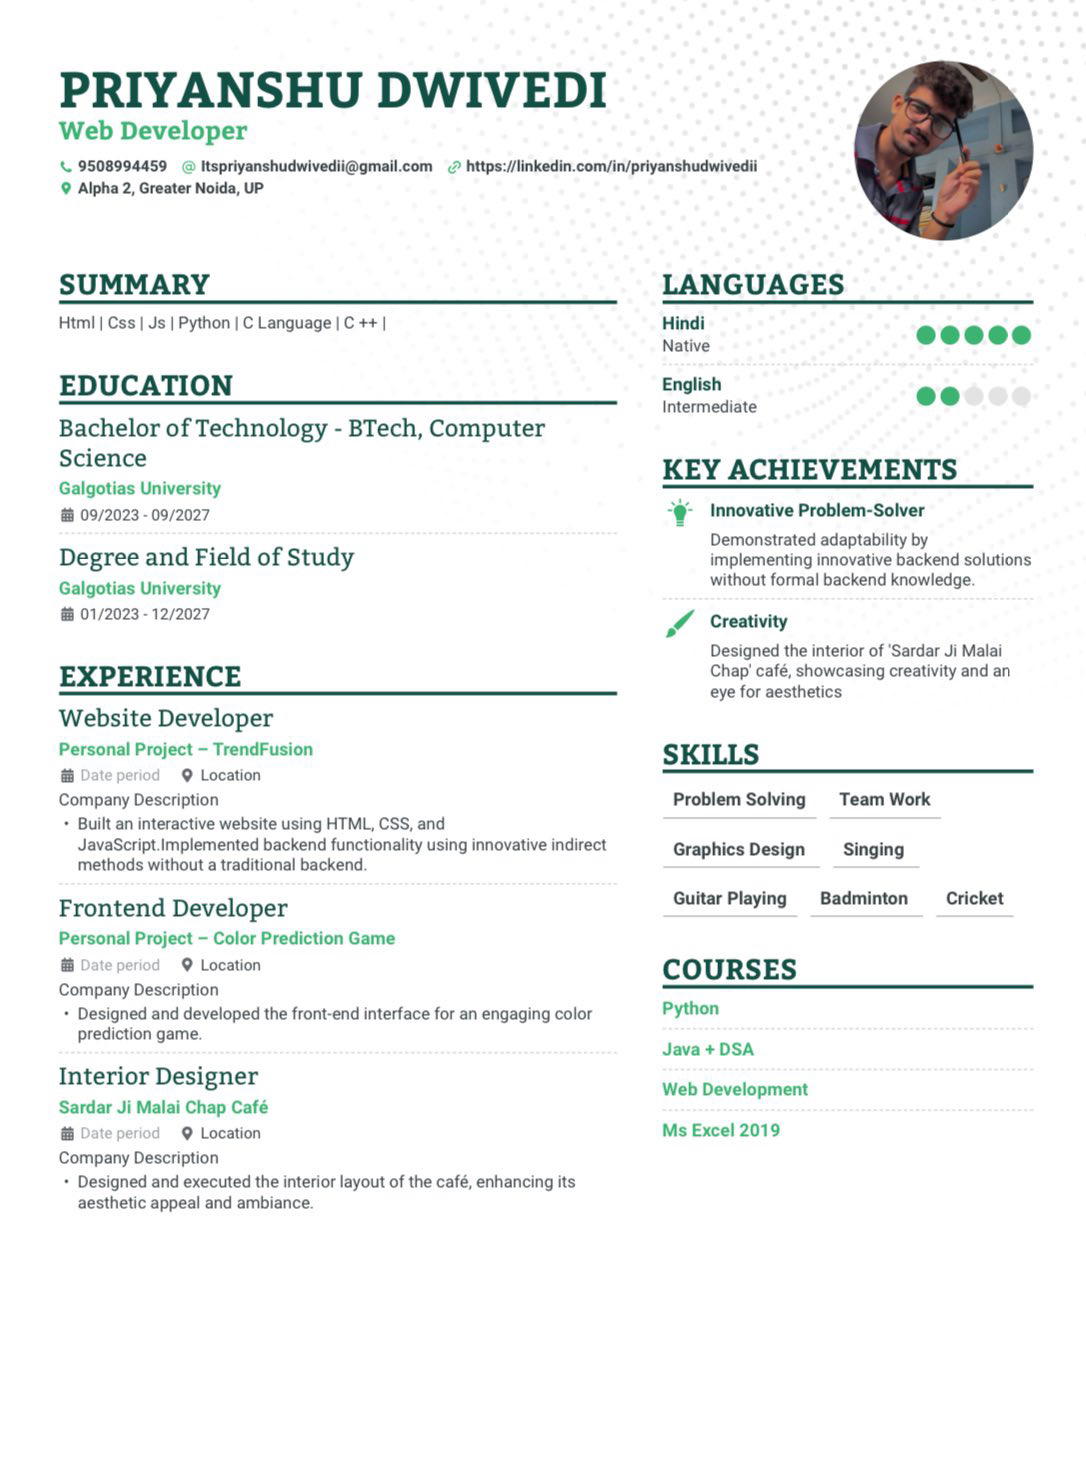 PRIYANSHU DWIVEDI
Web Developer
9508994459 @ Itspriyanshudwivedii@gmail.com https://linkedin.com/in/priyanshudwivedii
Alpha 2, Greater Noida, UP
SUMMARY
Html | Css | Js | Python | C Language | C ++ |
EDUCATION
Bachelor of Technology - BTech, Computer
Science
Galgotias University
09/2023 - 09/2027
Degree and Field of Study
Galgotias University
01/2023 - 12/2027
EXPERIENCE
Website Developer
Personal Project – TrendFusion
Date period Location
Company Description
• Built an interactive website using HTML, CSS, and
JavaScript.Implemented backend functionality using innovative indirect
methods without a traditional backend.
Frontend Developer
Personal Project – Color Prediction Game
Date period Location
Company Description
• Designed and developed the front-end interface for an engaging color
prediction game.
Interior Designer
Sardar Ji Malai Chap Café
Date period Location
Company Description
• Designed and executed the interior layout of the café, enhancing its
aesthetic appeal and ambiance.
LANGUAGES
Hindi
Native
English
Intermediate
KEY ACHIEVEMENTS
Innovative Problem-Solver
Demonstrated adaptability by
implementing innovative backend solutions
without formal backend knowledge.
Creativity
Designed the interior of 'Sardar Ji Malai
Chap' café, showcasing creativity and an
eye for aesthetics
SKILLS
Problem Solving Team Work
Graphics Design Singing
Guitar Playing Badminton Cricket
COURSES
Python
Java + DSA
Web Development
Ms Excel 2019